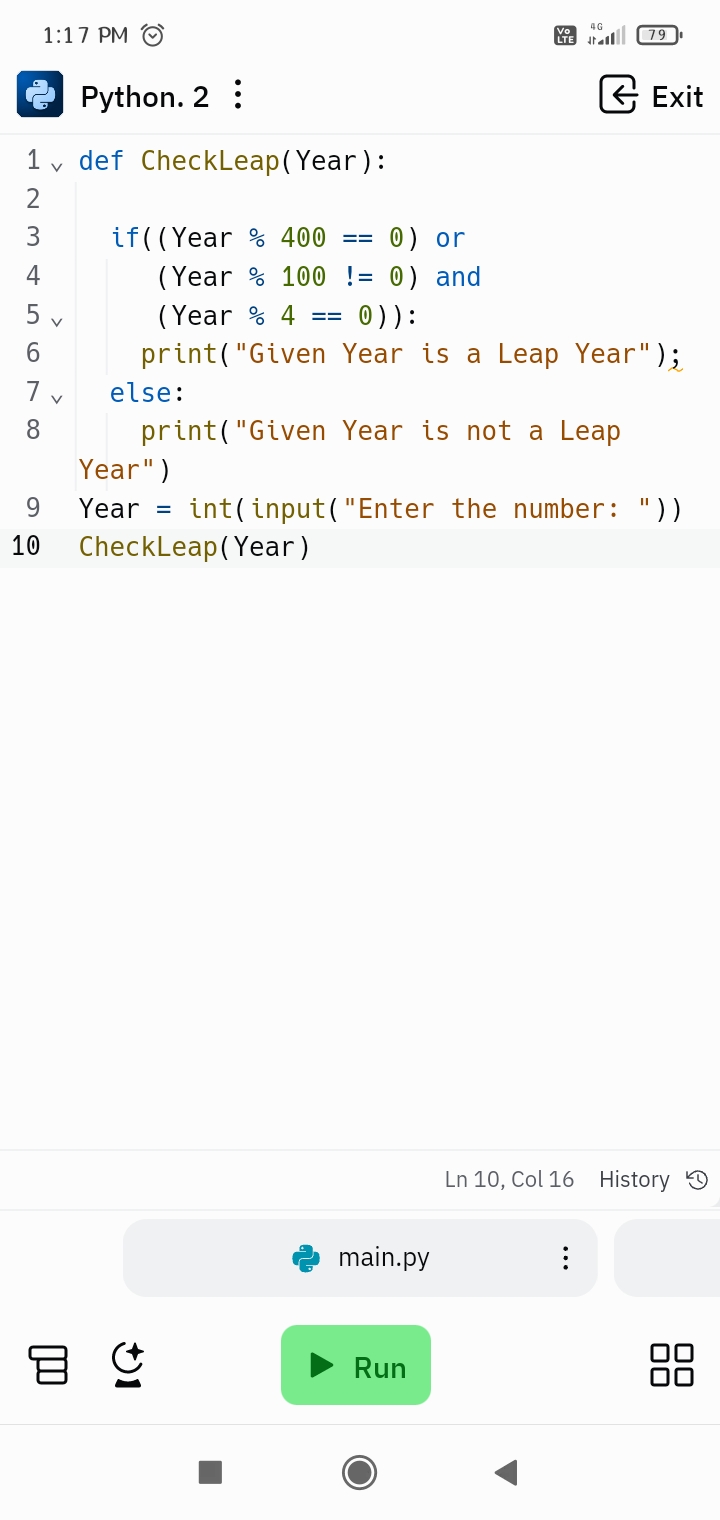 1:17 PM
Vo LTE 4G 79
Python. 2
Exit
1 def CheckLeap(Year):
2
3   if((Year % 400 == 0) or
4      (Year % 100 != 0) and
5      (Year % 4 == 0)):
6     print("Given Year is a Leap Year");
7   else:
8     print("Given Year is not a Leap
Year")
9 Year = int(input("Enter the number: "))
10 CheckLeap(Year)
Ln 10, Col 16 History
main.py
Run